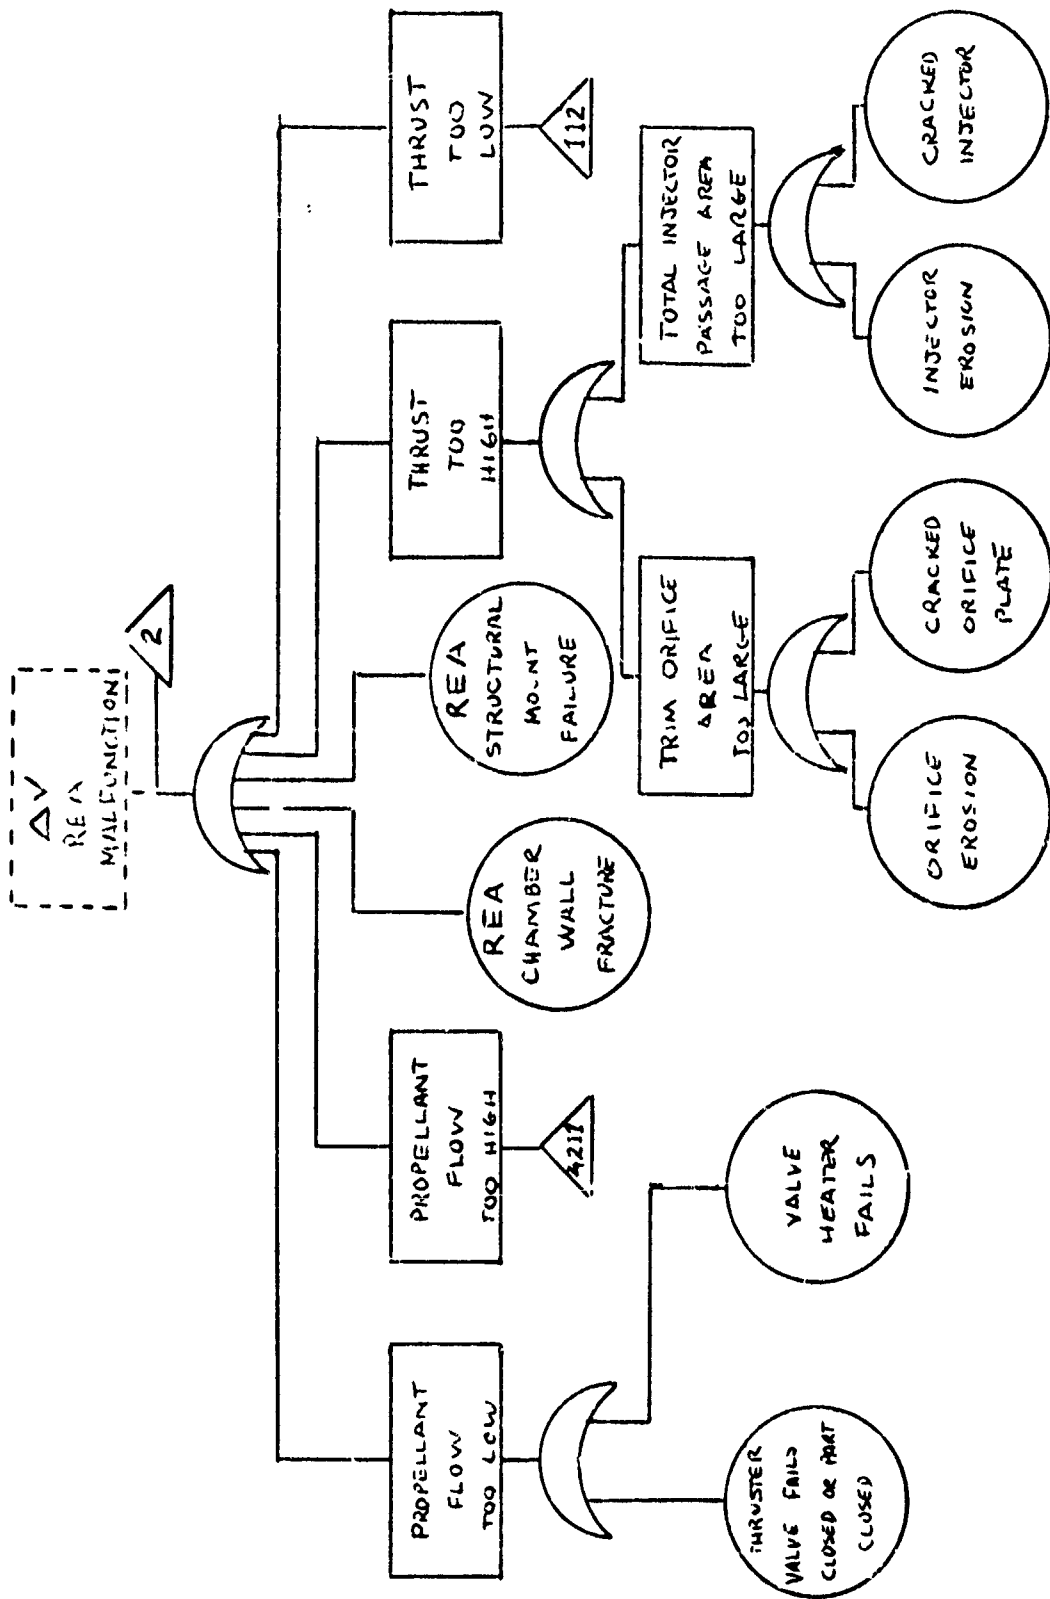 ΔV
REA
MALFUNCTION
2
PROPELLANT
FLOW
TOO LOW
PROPELLANT
FLOW
TOO HIGH
REA
CHAMBER
WALL
FRACTURE
REA
STRUCTURAL
MOUNT
FAILURE
THRUST
TOO
HIGH
THRUST
TOO
LOW
112
THRUSTER
VALVE FAILS
CLOSED OR PART
CLOSED
VALVE
HEATER
FAILS
TRIM ORIFICE
AREA
TOO LARGE
TOTAL INJECTOR
PASSAGE AREA
TOO LARGE
ORIFICE
EROSION
CRACKED
ORIFICE
PLATE
INJECTOR
EROSION
CRACKED
INJECTOR